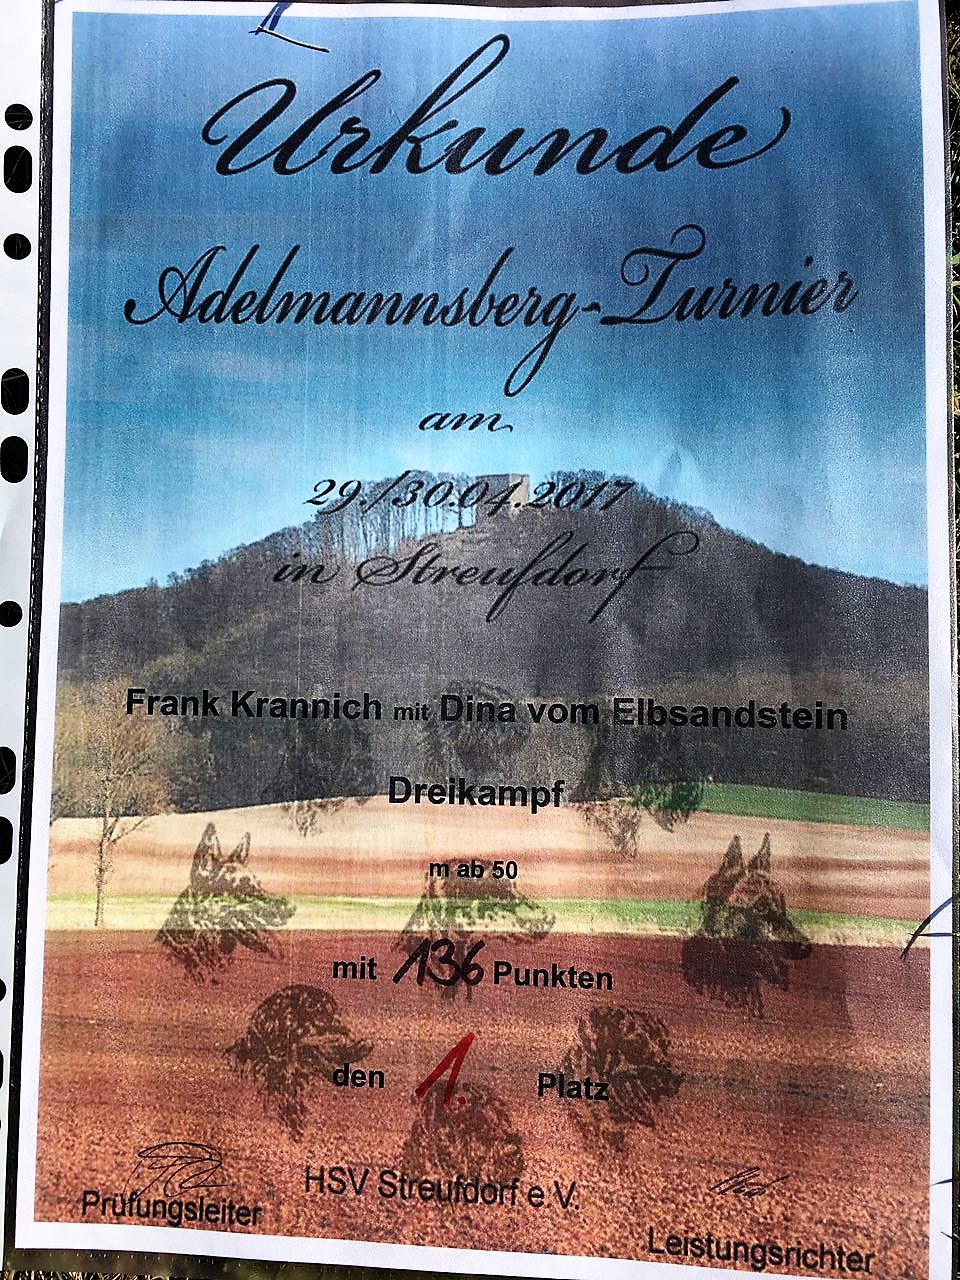 Urkunde
Adelmannsberg-Turnier
am
29./30.04.2017
in Streufdorf
Frank Krannich mit Dina vom Elbsandstein
Dreikampf
m ab 50
mit 136 Punkten
den 1. Platz
HSV Streufdorf e.V.
Prüfungsleiter
Leistungsrichter